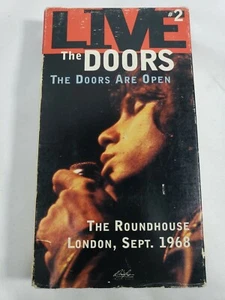 LIVE #2
The DOORS
THE DOORS ARE OPEN
THE ROUNDHOUSE
LONDON, SEPT. 1968